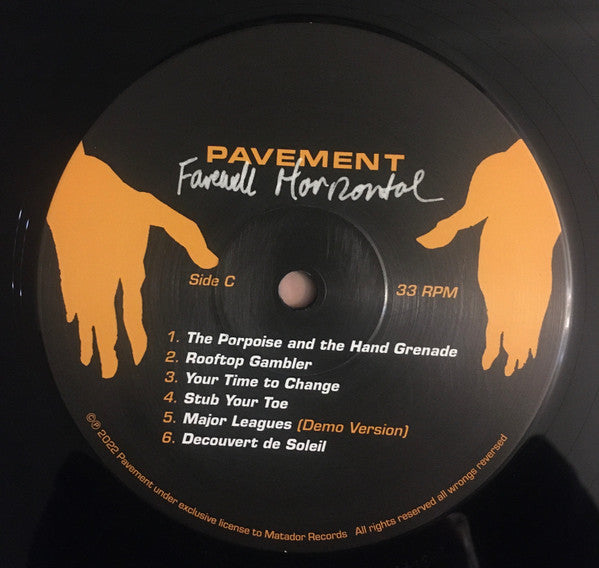 PAVEMENT
Farewell Horizontal
Side C
33 RPM
1. The Porpoise and the Hand Grenade
2. Rooftop Gambler
3. Your Time to Change
4. Stub Your Toe
5. Major Leagues (Demo Version)
6. Decouvert de Soleil
©℗ 2022 Pavement under exclusive license to Matador Records All rights reserved all wrongs reversed